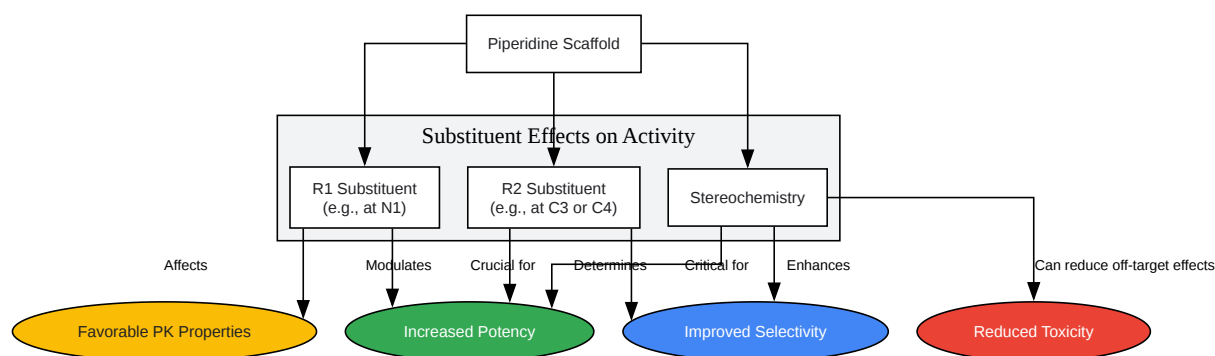 Piperidine Scaffold
Substituent Effects on Activity
R1 Substituent
(e.g., at N1)
R2 Substituent
(e.g., at C3 or C4)
Stereochemistry
Affects
Modulates
Crucial for
Determines
Critical for
Enhances
Can reduce off-target effects
Favorable PK Properties
Increased Potency
Improved Selectivity
Reduced Toxicity